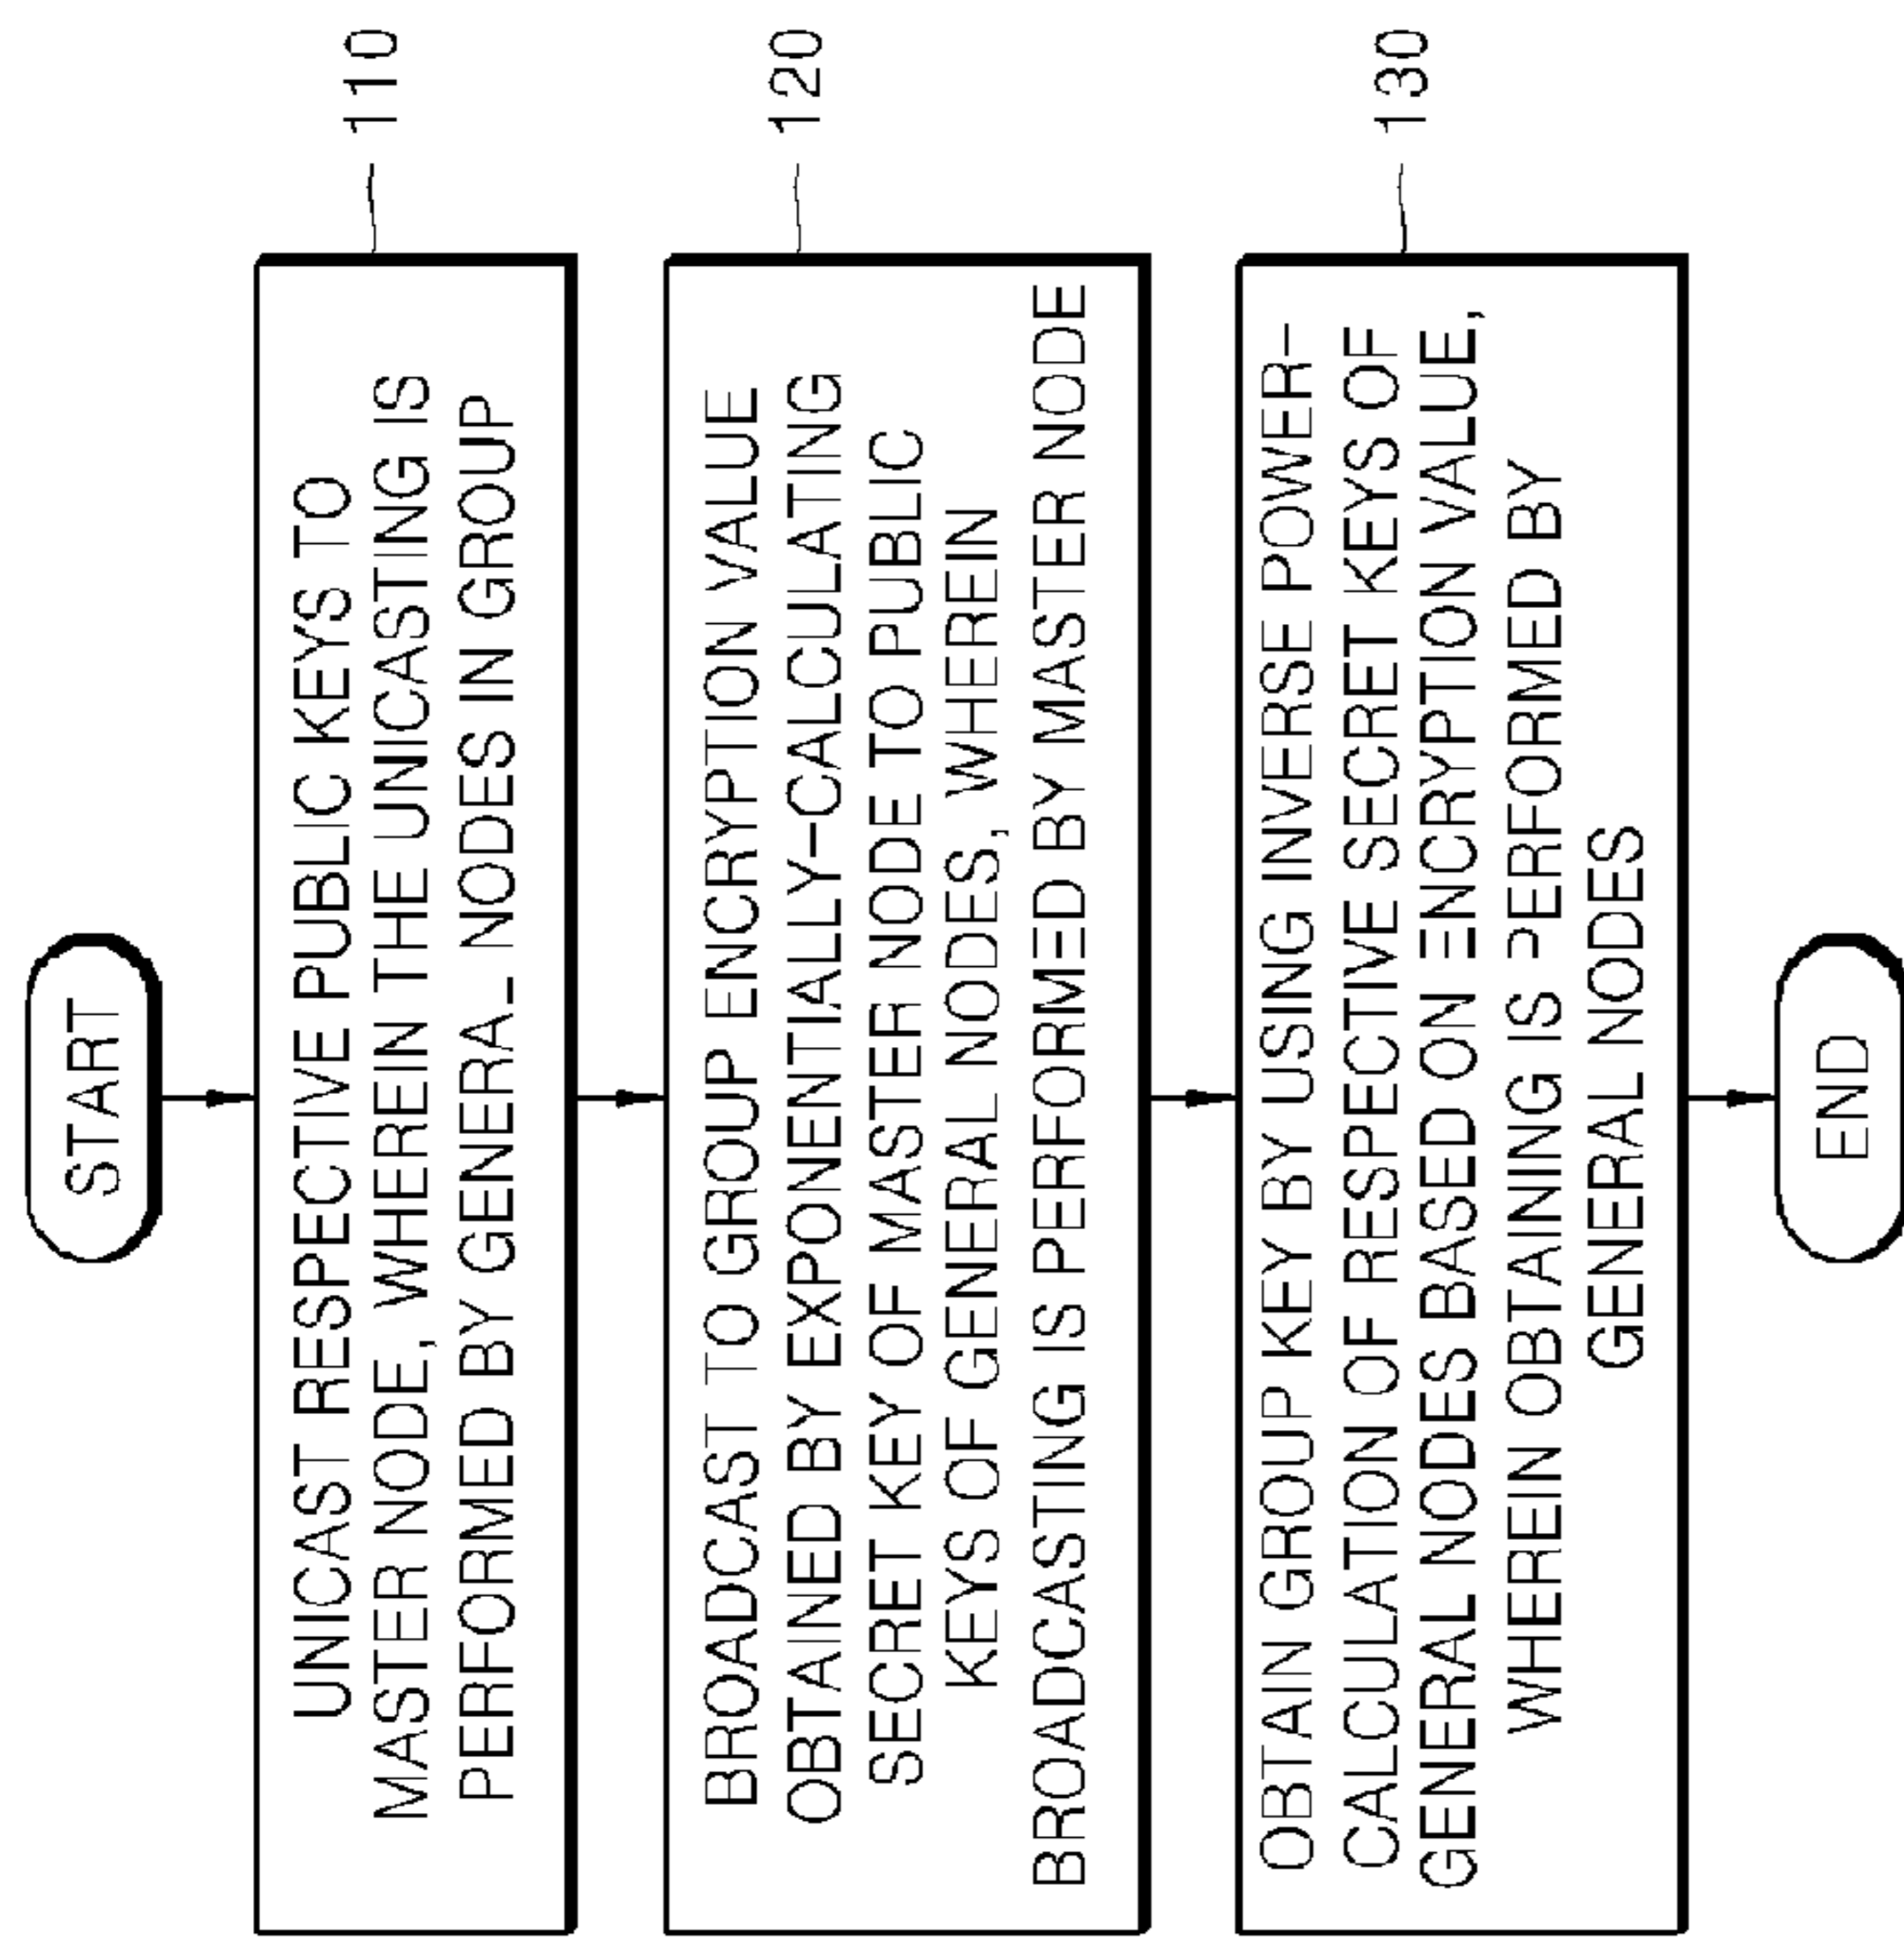 START
110
UNICAST RESPECTIVE PUBLIC KEYS TO
MASTER NODE, WHEREIN THE UNICASTING IS
PERFORMED BY GENERAL NODES IN GROUP
120
BROADCAST TO GROUP ENCRYPTION VALUE
OBTAINED BY EXPONENTIALLY-CALCULATING
SECRET KEY OF MASTER NODE TO PUBLIC
KEYS OF GENERAL NODES, WHEREIN
BROADCASTING IS PERFORMED BY MASTER NODE
130
OBTAIN GROUP KEY BY USING INVERSE POWER-
CALCULATION OF RESPECTIVE SECRET KEYS OF
GENERAL NODES BASED ON ENCRYPTION VALUE,
WHEREIN OBTAINING IS PERFORMED BY
GENERAL NODES
END